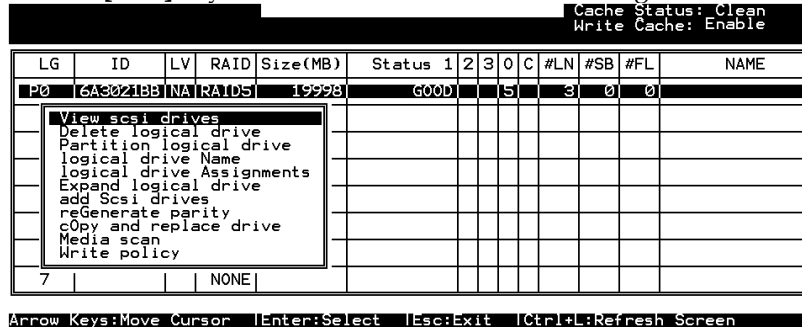 Cache Status: Clean
Write Cache: Enable
LG ID LV RAID Size(MB) Status 1 2 3 O C #LN #SB #FL NAME
P0 6A3021BB NA RAID5 19998 GOOD 5 3 0 0
View scsi drives
Delete logical drive
Partition logical drive
logical drive Name
logical drive Assignments
Expand logical drive
add Scsi drives
reGenerate parity
cOpy and replace drive
Media scan
Write policy
7 NONE
Arrow Keys:Move Cursor |Enter:Select |Esc:Exit |Ctrl+L:Refresh Screen